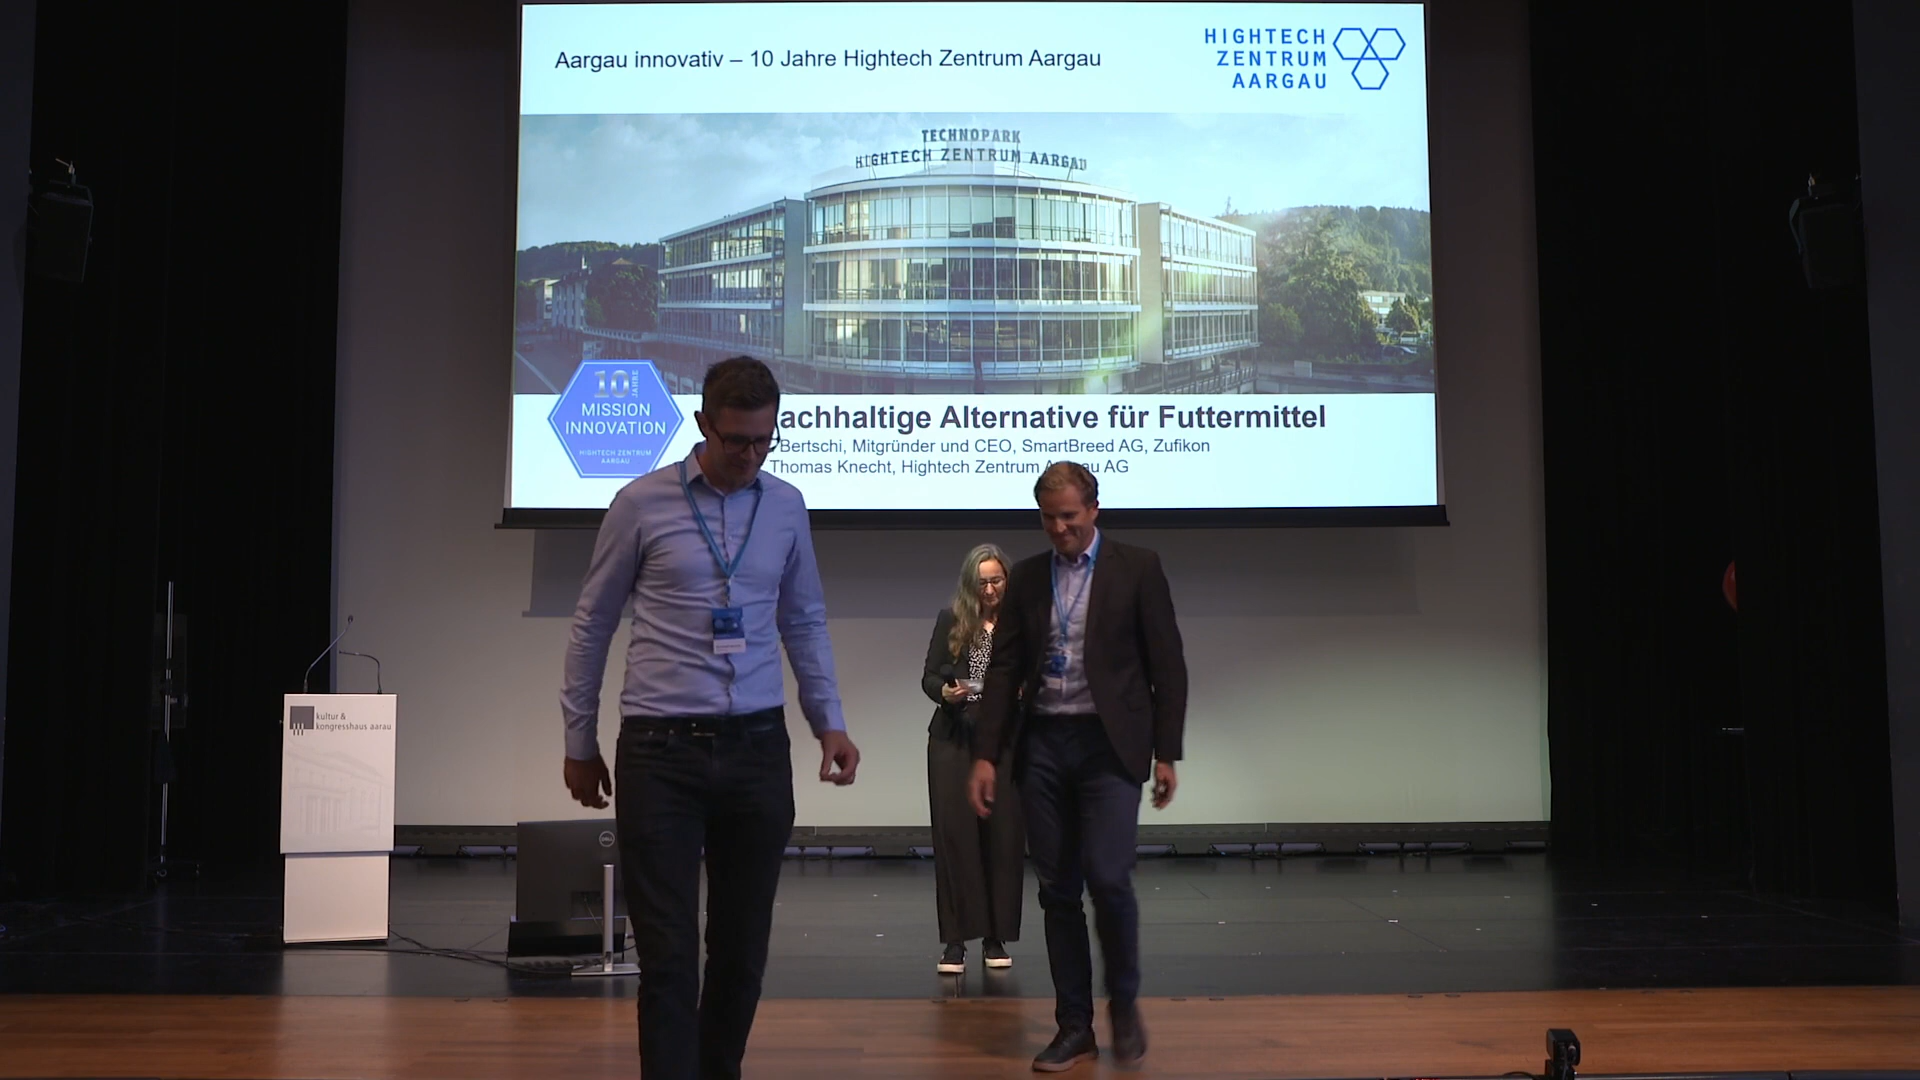 Aargau innovativ – 10 Jahre Hightech Zentrum Aargau
HIGHTECH
ZENTRUM
AARGAU
TECHNOPARK
HIGHTECH ZENTRUM AARGAU
10 JAHRE
MISSION
INNOVATION
HIGHTECH ZENTRUM
AARGAU
achhaltige Alternative für Futtermittel
Bertschi, Mitgründer und CEO, SmartBreed AG, Zufikon
Thomas Knecht, Hightech Zentrum Aargau AG
kultur &
kongresshaus aarau
DELL